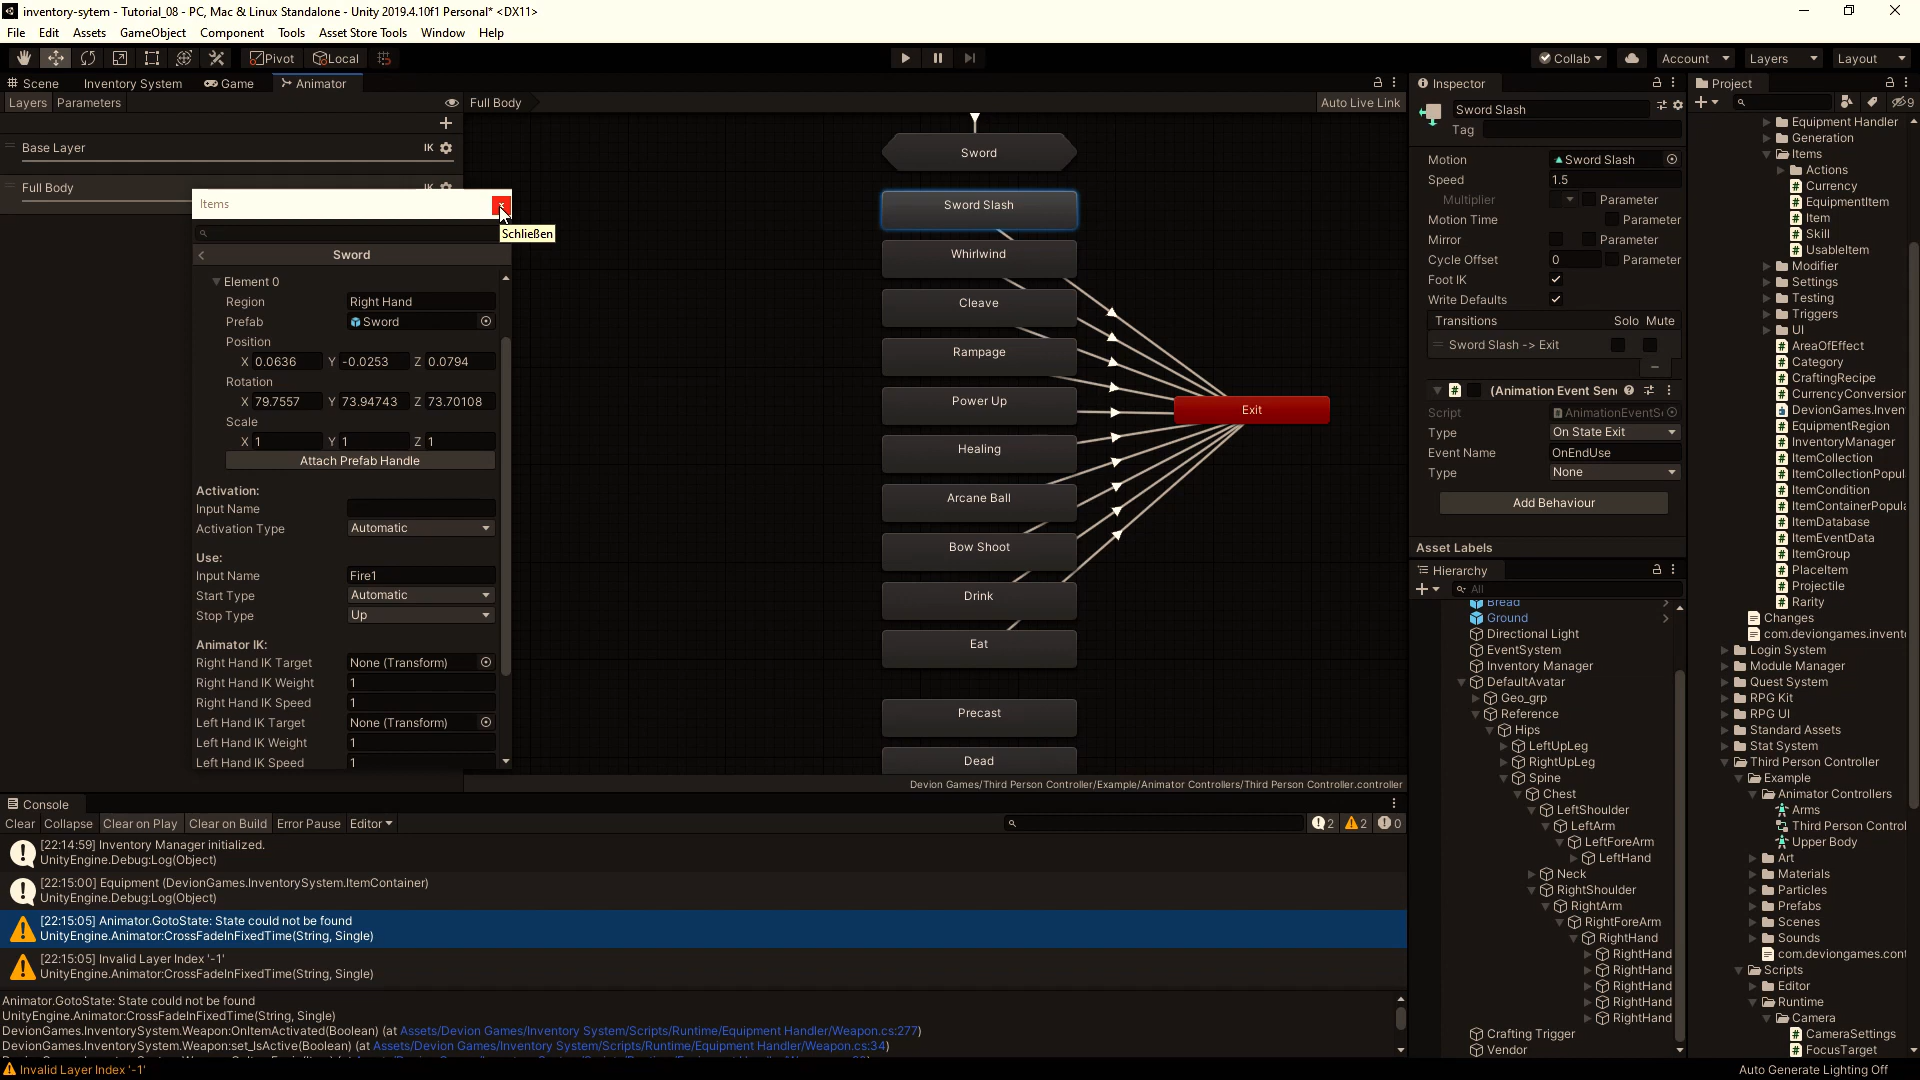 inventory-sytem - Tutorial_08 - PC, Mac & Linux Standalone - Unity 2019.4.10f1 Personal* <DX11>
File Edit Assets GameObject Component Tools Asset Store Tools Window Help
Pivot Local Collab Account Layers Layout
Scene Inventory System Game Animator
Layers Parameters Full Body Auto Live Link
Base Layer IK
Full Body IK
Items
Schließen
Sword
Element 0
Region Right Hand
Prefab Sword
Position
X 0.0636 Y -0.0253 Z 0.0794
Rotation
X 79.7557 Y 73.94743 Z 73.70108
Scale
X 1 Y 1 Z 1
Attach Prefab Handle
Activation:
Input Name
Activation Type Automatic
Use:
Input Name Fire1
Start Type Automatic
Stop Type Up
Animator IK:
Right Hand IK Target None (Transform)
Right Hand IK Weight 1
Right Hand IK Speed 1
Left Hand IK Target None (Transform)
Left Hand IK Weight 1
Left Hand IK Speed 1
Sword
Sword Slash
Whirlwind
Cleave
Rampage
Power Up
Healing
Arcane Ball
Bow Shoot
Drink
Eat
Precast
Dead
Exit
Devion Games/Third Person Controller/Example/Animator Controllers/Third Person Controller.controller
Inspector
Sword Slash
Tag
Motion Sword Slash
Speed 1.5
Multiplier Parameter
Motion Time Parameter
Mirror Parameter
Cycle Offset 0 Parameter
Foot IK
Write Defaults
Transitions Solo Mute
Sword Slash -> Exit
# (Animation Event Send
Script AnimationEventSe
Type On State Exit
Event Name OnEndUse
Type None
Add Behaviour
Asset Labels
Hierarchy
All
Bread
Ground
Directional Light
EventSystem
Inventory Manager
DefaultAvatar
Geo_grp
Reference
Hips
LeftUpLeg
RightUpLeg
Spine
Chest
LeftShoulder
LeftArm
LeftForeArm
LeftHand
Neck
RightShoulder
RightArm
RightForeArm
RightHand
RightHand
RightHand
RightHand
RightHand
RightHand
Crafting Trigger
Vendor
Project
9
Equipment Handler
Generation
Items
Actions
# Currency
# EquipmentItem
# Item
# Skill
# UsableItem
Modifier
Settings
Testing
Triggers
UI
# AreaOfEffect
# Category
# CraftingRecipe
# CurrencyConversion
DevionGames.Inven
# EquipmentRegion
# InventoryManager
# ItemCollection
# ItemCollectionPopul
# ItemCondition
# ItemContainerPopula
# ItemDatabase
# ItemEventData
# ItemGroup
# PlaceItem
# Projectile
# Rarity
Changes
com.deviongames.invent
Login System
Module Manager
Quest System
RPG Kit
RPG UI
Standard Assets
Stat System
Third Person Controller
Example
Animator Controllers
Arms
Third Person Control
Upper Body
Art
Materials
Particles
Prefabs
Scenes
Sounds
com.deviongames.cont
Scripts
Editor
Runtime
Camera
# CameraSettings
# FocusTarget
Console
Clear Collapse Clear on Play Clear on Build Error Pause Editor 2 2 0
[22:14:59] Inventory Manager initialized.
UnityEngine.Debug:Log(Object)
[22:15:00] Equipment (DevionGames.InventorySystem.ItemContainer)
UnityEngine.Debug:Log(Object)
[22:15:05] Animator.GotoState: State could not be found
UnityEngine.Animator:CrossFadeInFixedTime(String, Single)
[22:15:05] Invalid Layer Index '-1'
UnityEngine.Animator:CrossFadeInFixedTime(String, Single)
Animator.GotoState: State could not be found
UnityEngine.Animator:CrossFadeInFixedTime(String, Single)
DevionGames.InventorySystem.Weapon:OnItemActivated(Boolean) (at Assets/Devion Games/Inventory System/Scripts/Runtime/Equipment Handler/Weapon.cs:277)
DevionGames.InventorySystem.Weapon:set_IsActive(Boolean) (at Assets/Devion Games/Inventory System/Scripts/Runtime/Equipment Handler/Weapon.cs:34)
Invalid Layer Index '-1'
Auto Generate Lighting Off